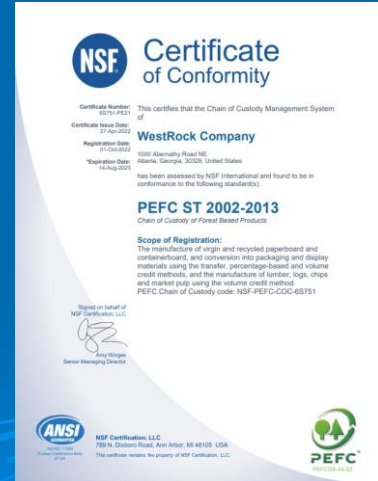 NSF
Certificate
of Conformity
Certificate Number:
6S751-PE21
Certificate Issue Date:
27-Apr-2022
Registration Date:
01-Oct-2022
*Expiration Date:
14-Aug-2023
This certifies that the Chain of Custody Management System
of
WestRock Company
1000 Abernathy Road NE
Atlanta, Georgia, 30328, United States
has been assessed by NSF International and found to be in
conformance to the following standard(s):
PEFC ST 2002-2013
Chain of Custody of Forest Based Products
Scope of Registration:
The manufacture of virgin and recycled paperboard and
containerboard, and conversion into packaging and display
materials using the transfer, percentage-based and volume
credit methods, and the manufacture of lumber, logs, chips
and market pulp using the volume credit method.
PEFC Chain of Custody code: NSF-PEFC-COC-6S751
Signed on behalf of
NSF Certification, LLC
Amy Wirges
Senior Managing Director
ANSI
ACCREDITED
NSF Certification, LLC
789 N. Dixboro Road, Ann Arbor, MI 48105 USA
This certificate remains the property of NSF Certification, LLC.
PEFC